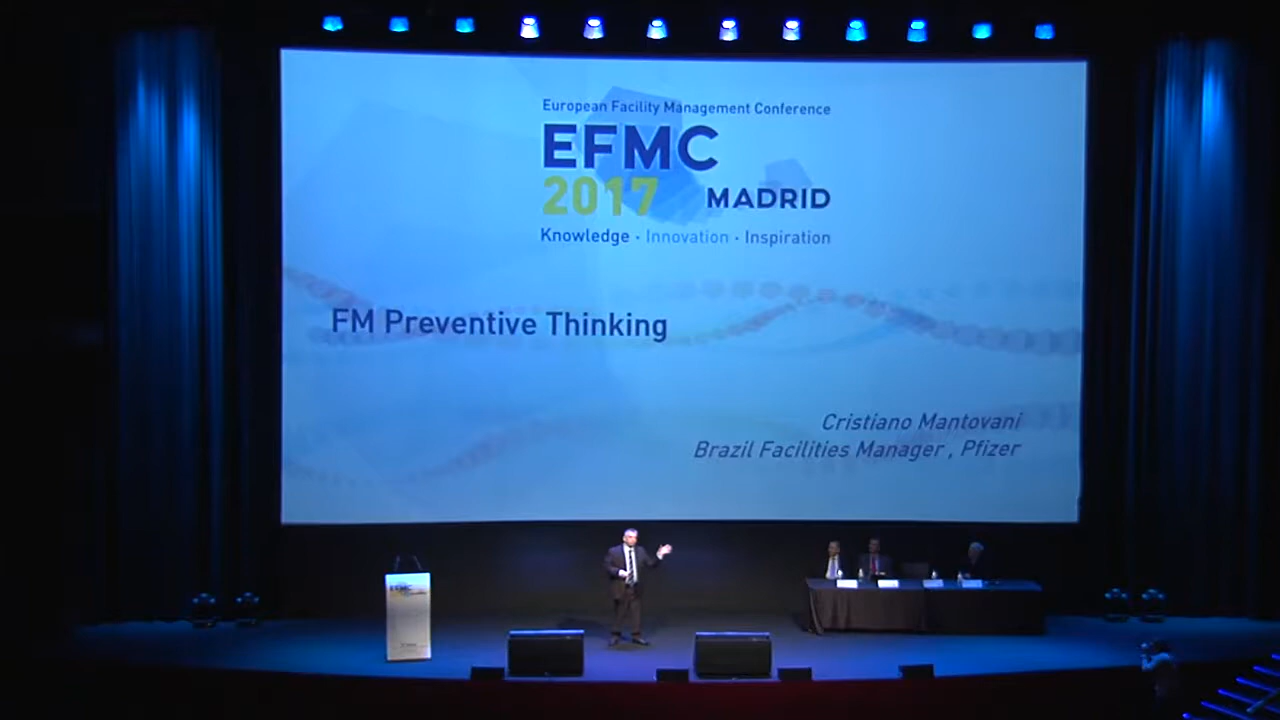 European Facility Management Conference
EFMC
2017 MADRID
Knowledge · Innovation · Inspiration
FM Preventive Thinking
Cristiano Mantovani
Brazil Facilities Manager , Pfizer
EFMC